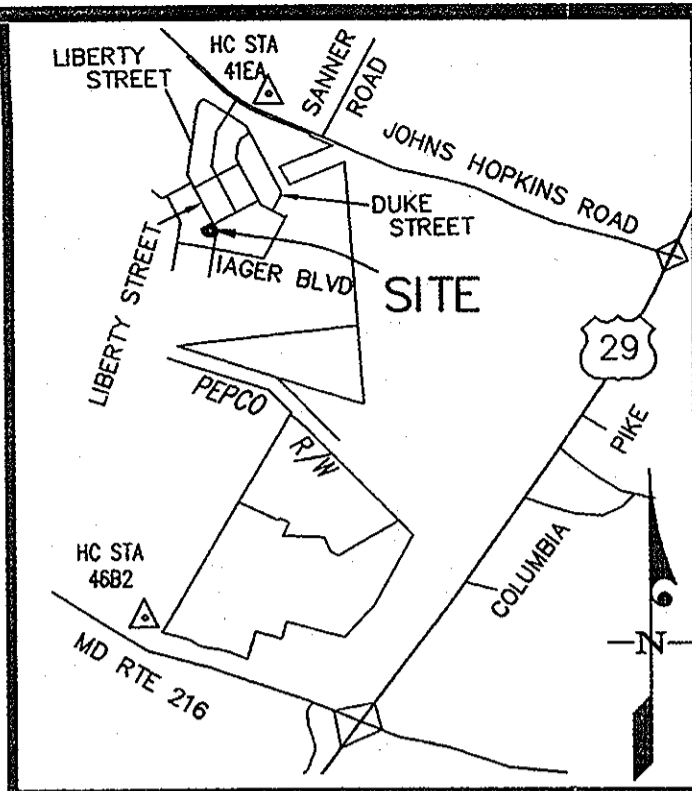 LIBERTY
STREET
HC STA
41EA
SANNER
ROAD
JOHNS HOPKINS ROAD
DUKE
STREET
LIBERTY STREET
IAGER BLVD
SITE
29
PEPCO
R/W
PIKE
COLUMBIA
HC STA
46B2
MD RTE 216
N